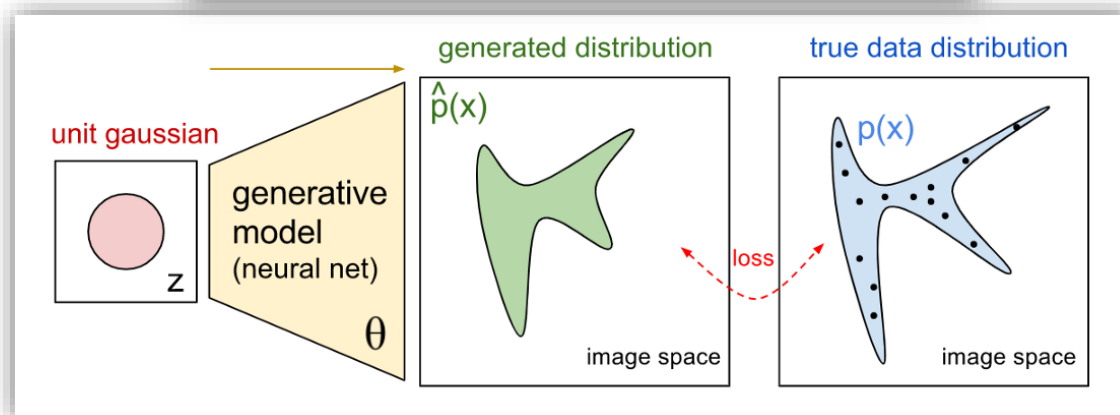 generated distribution
true data distribution
p̂(x)
p(x)
unit gaussian
generative
model
(neural net)
z
θ
loss
image space
image space